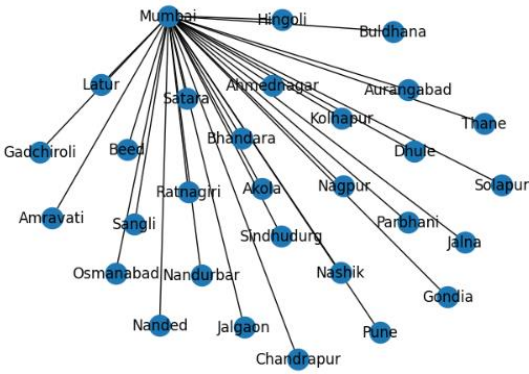 Mumbai
Hingoli
Buldhana
Latur
Satara
Ahmednagar
Aurangabad
Kolhapur
Thane
Gadchiroli
Beed
Bhandara
Dhule
Ratnagiri
Akola
Nagpur
Solapur
Amravati
Sangli
Sindhudurg
Parbhani
Jalna
Osmanabad
Nandurbar
Nashik
Gondia
Nanded
Jalgaon
Pune
Chandrapur